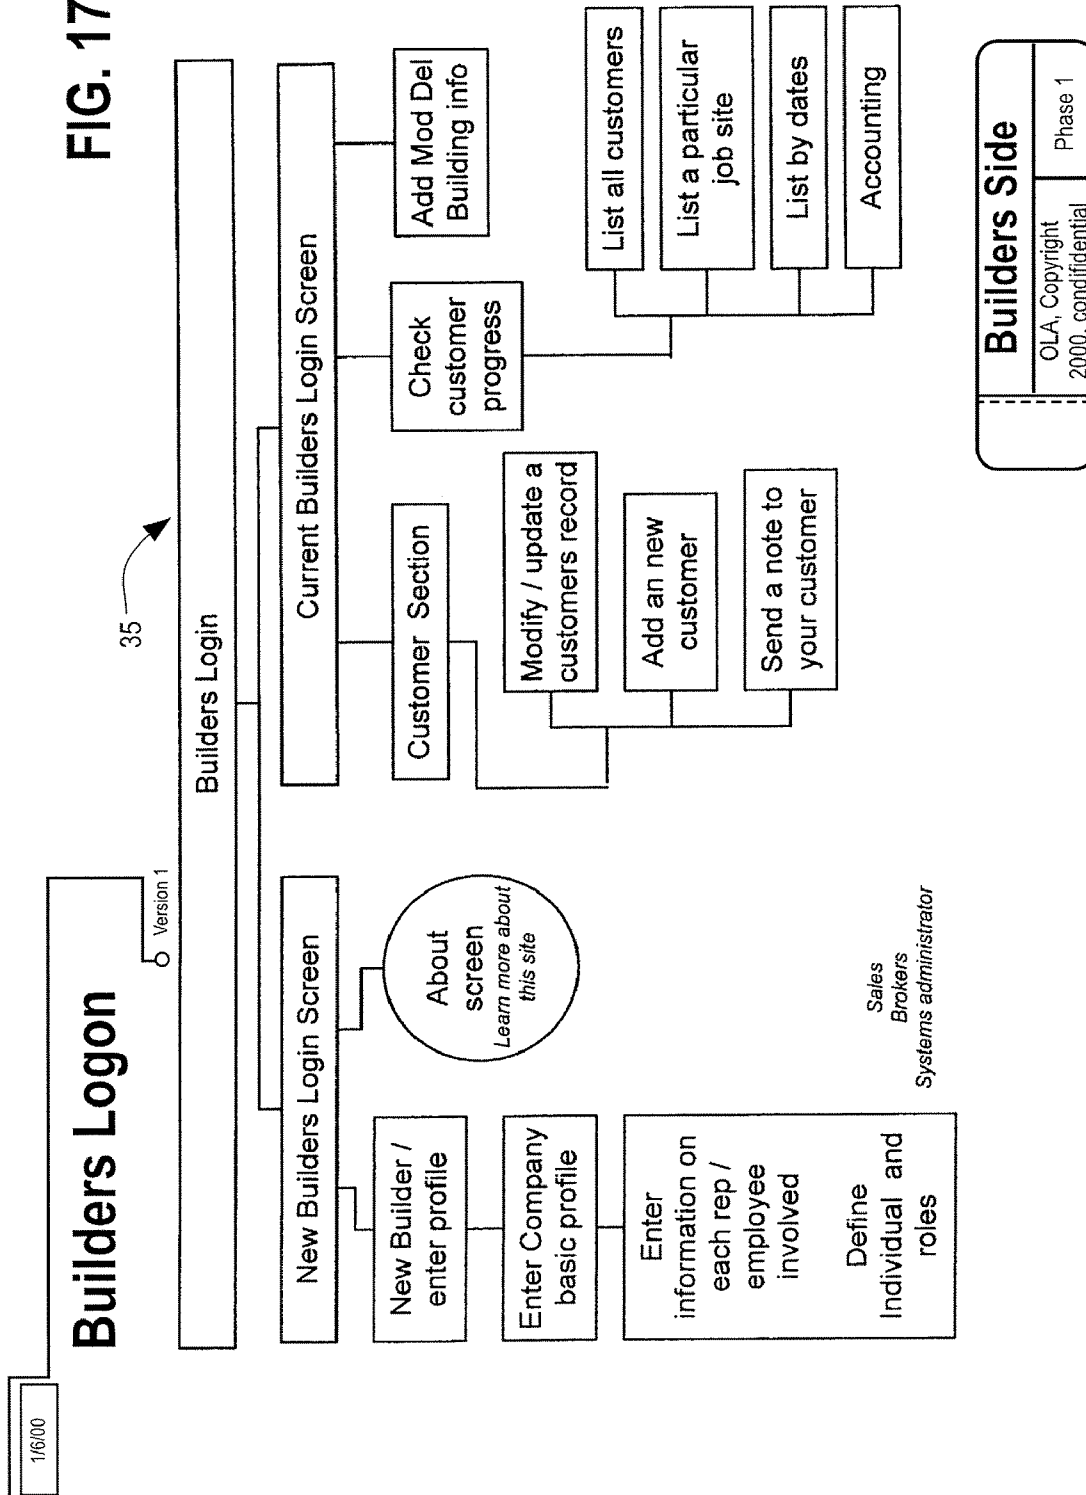 1/6/00
Builders Logon
FIG. 17
Version 1
35
Builders Login
New Builders Login Screen
Current Builders Login Screen
New Builder /
enter profile
About
screen
Learn more about
this site
Enter Company
basic profile
Enter
information on
each rep /
employee
involved
Define
Individual and
roles
Sales
Brokers
Systems administrator
Customer Section
Modify / update a
customers record
Add an new
customer
Send a note to
your customer
Check
customer
progress
Add Mod Del
Building info
List all customers
List a particular
job site
List by dates
Accounting
Builders Side
OLA, Copyright
2000, condifidential
Phase 1